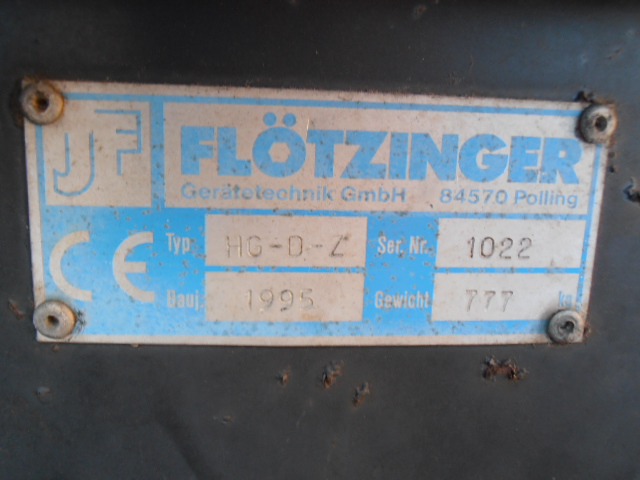 JF FLÖTZINGER
Gerätetechnik GmbH 84570 Polling
CE Typ HG-D-Z Ser. Nr. 1022
Bauj. 1995 Gewicht 777 kg